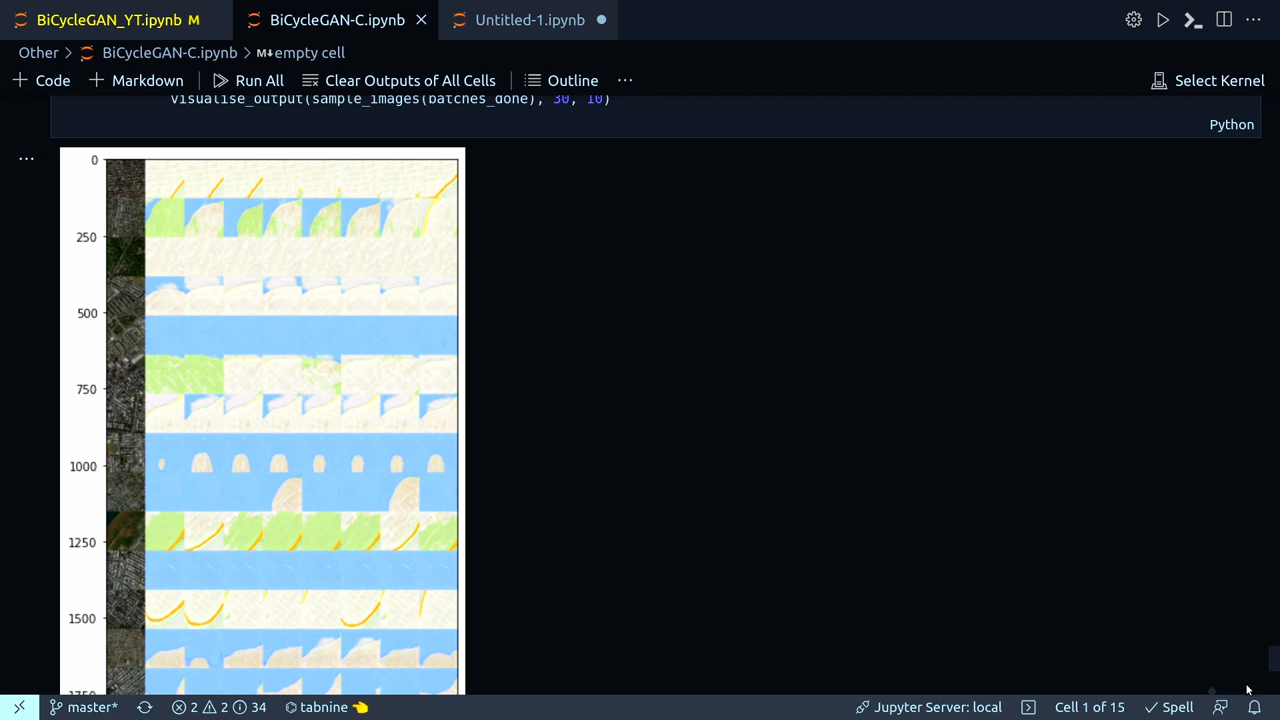 BiCycleGAN_YT.ipynb M BiCycleGAN-C.ipynb Untitled-1.ipynb
Other BiCycleGAN-C.ipynb M↓empty cell
Code Markdown Run All Clear Outputs of All Cells Outline Select Kernel
visualise_output(sample_images(batches_done), 30, 10)
Python
0
250
500
750
1000
1250
1500
1750
master* 2 2 34 tabnine Jupyter Server: local Cell 1 of 15 Spell